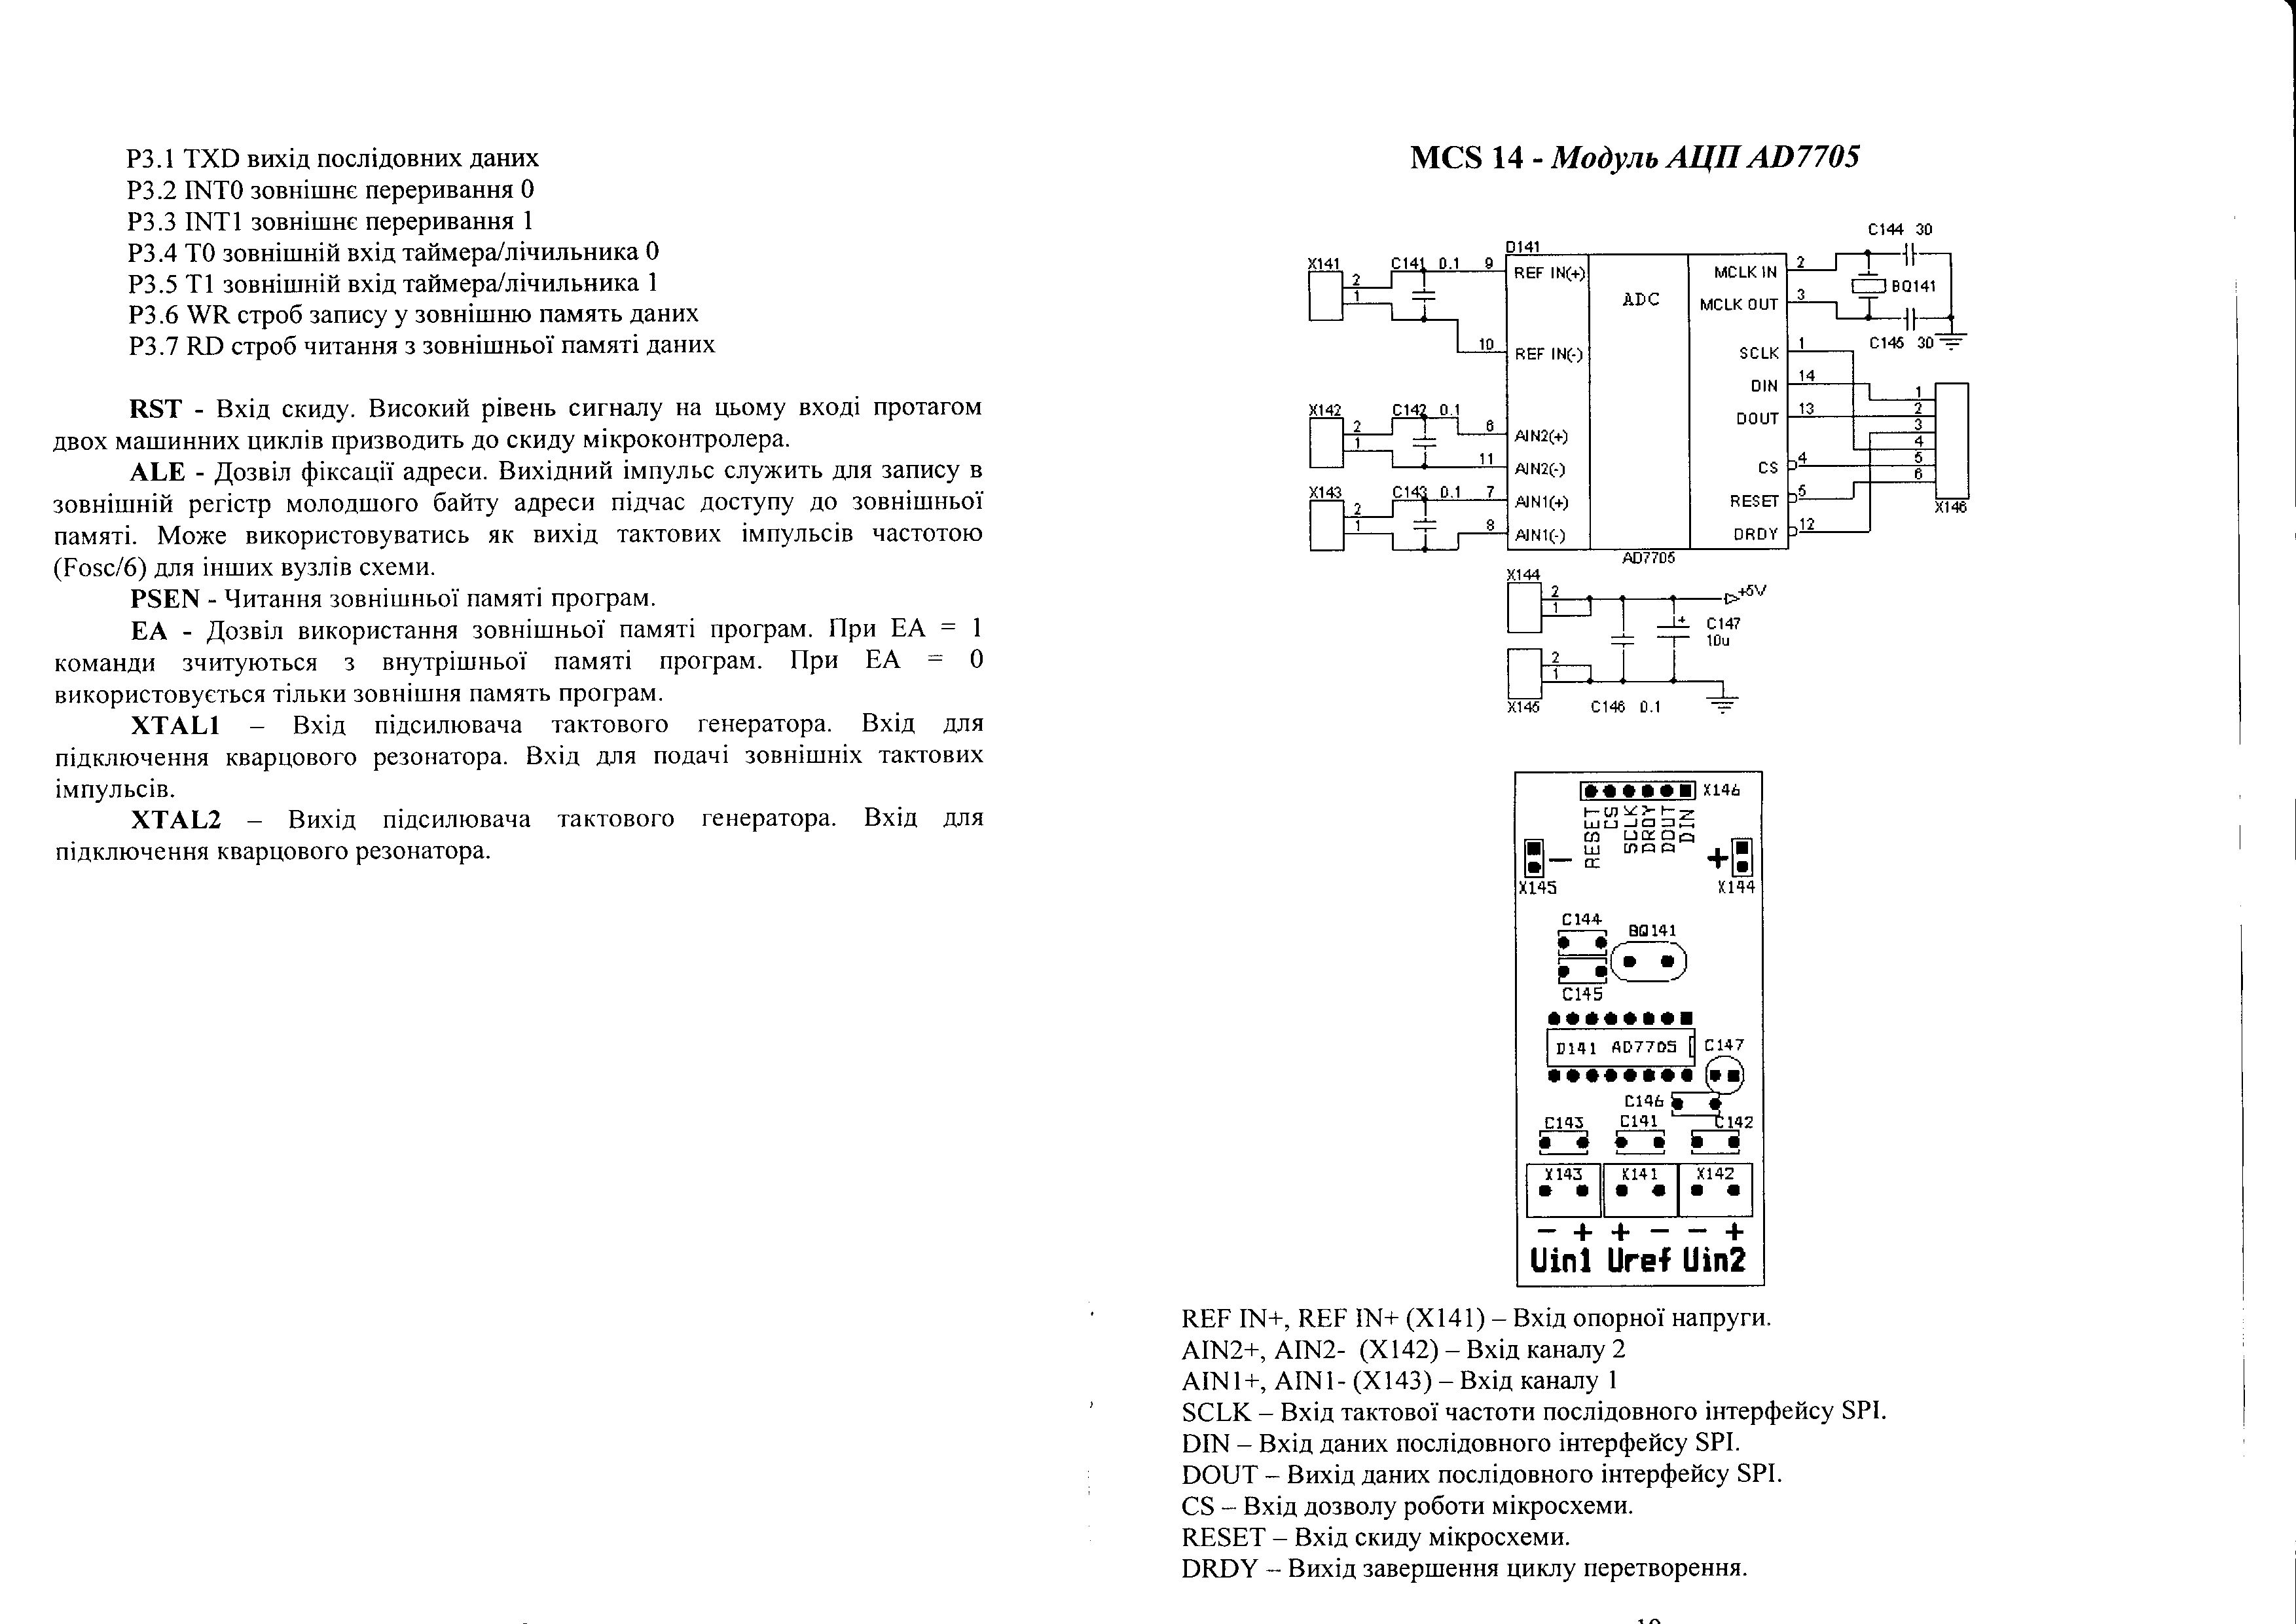 P3.1 TXD вихід послідовних даних
P3.2 INT0 зовнішнє переривання 0
P3.3 INT1 зовнішнє переривання 1
P3.4 T0 зовнішній вхід таймера/лічильника 0
P3.5 T1 зовнішній вхід таймера/лічильника 1
P3.6 WR строб запису у зовнішню память даних
P3.7 RD строб читання з зовнішньої памяті даних
RST - Вхід скиду. Високий рівень сигналу на цьому вході протагом
двох машинних циклів призводить до скиду мікроконтролера.
ALE - Дозвіл фіксації адреси. Вихідний імпульс служить для запису в
зовнішній регістр молодшого байту адреси підчас доступу до зовнішньої
памяті. Може використовуватись як вихід тактових імпульсів частотою
(Fosc/6) для інших вузлів схеми.
PSEN - Читання зовнішньої памяті програм.
EA - Дозвіл використання зовнішньої памяті програм. При EA = 1
команди зчитуються з внутрішньої памяті програм. При EA = 0
використовується тільки зовнішня память програм.
XTAL1 – Вхід підсилювача тактового генератора. Вхід для
підключення кварцового резонатора. Вхід для подачі зовнішніх тактових
імпульсів.
XTAL2 – Вихід підсилювача тактового генератора. Вхід для
підключення кварцового резонатора.
MCS 14 - Модуль АЦП AD7705
C144 30
D141
X141 2 1 C141 0.1 9 REF IN(+) ADC MCLK IN 2 BQ141
MCLK OUT 3
10 REF IN(-) SCLK 1 C145 30
DIN 14
X142 2 1 C142 0.1 6 AIN2(+) DOUT 13 1 2 3 4 5 6
11 AIN2(-) CS 4
X143 2 1 C143 0.1 7 AIN1(+) RESET 5 X146
8 AIN1(-) DRDY 12
AD7705
X144 2 1 +5V
C147
10u
2 1
X145 C146 0.1
X146
RESET CS SCLK DRDY DOUT DIN
– +
X145 X144
C144 BQ141
C145
D141 AD7705 C147
C146
C143 C141 C142
X143 X141 X142
– + + – – +
Uin1 Uref Uin2
REF IN+, REF IN+ (X141) – Вхід опорної напруги.
AIN2+, AIN2- (X142) – Вхід каналу 2
AIN1+, AIN1- (X143) – Вхід каналу 1
SCLK – Вхід тактової частоти послідовного інтерфейсу SPI.
DIN – Вхід даних послідовного інтерфейсу SPI.
DOUT – Вихід даних послідовного інтерфейсу SPI.
CS – Вхід дозволу роботи мікросхеми.
RESET – Вхід скиду мікросхеми.
DRDY – Вихід завершення циклу перетворення.